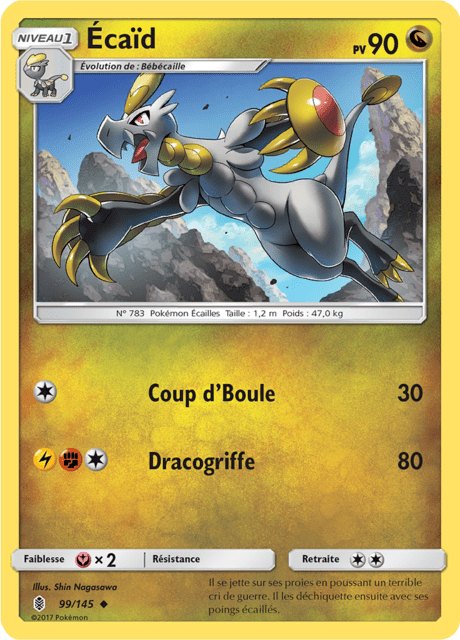 NIVEAU 1
Écaïd
PV 90
Évolution de : Bébécaille
N° 783 Pokémon Écailles Taille : 1,2 m Poids : 47,0 kg
Coup d'Boule 30
Dracogriffe 80
Faiblesse × 2 Résistance Retraite
Illus. Shin Nagasawa
99/145
©2017 Pokémon
Il se jette sur ses proies en poussant un terrible
cri de guerre. Il les déchiquette ensuite avec ses
poings écaillés.